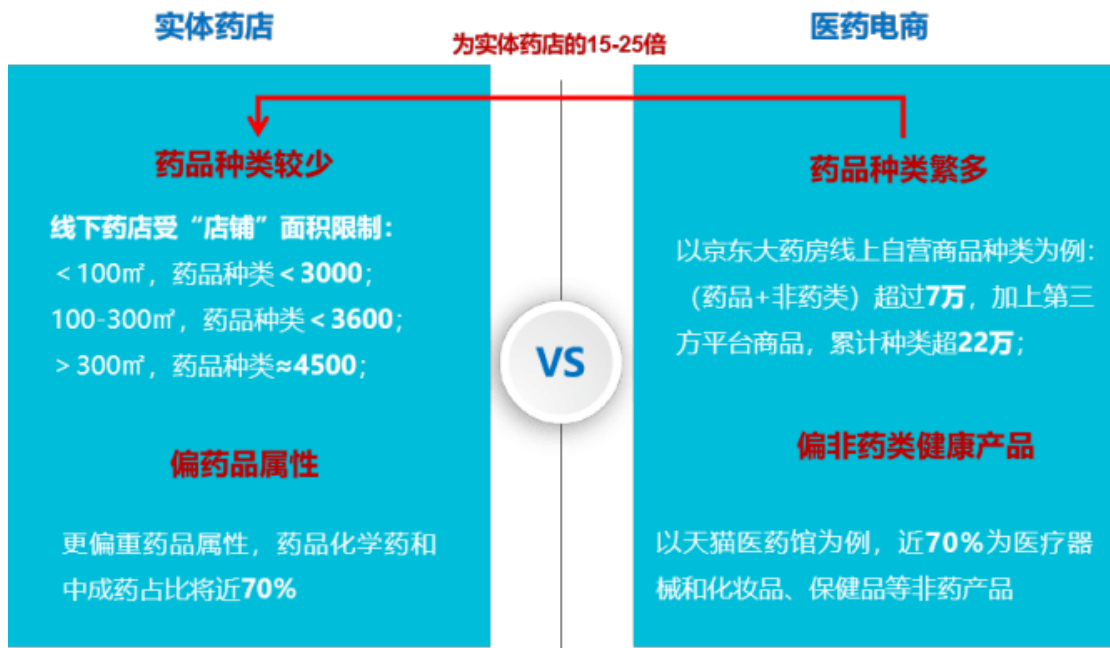 实体药店
为实体药店的15-25倍
医药电商
药品种类较少
线下药店受“店铺”面积限制：
＜100㎡，药品种类＜3000；
100-300㎡，药品种类＜3600；
＞300㎡，药品种类≈4500；
偏药品属性
更偏重药品属性，药品化学药和
中成药占比将近70%
VS
药品种类繁多
以京东大药房线上自营商品种类为例：
（药品+非药类）超过7万，加上第三
方平台商品，累计种类超22万；
偏非药类健康产品
以天猫医药馆为例，近70%为医疗器
械和化妆品、保健品等非药产品